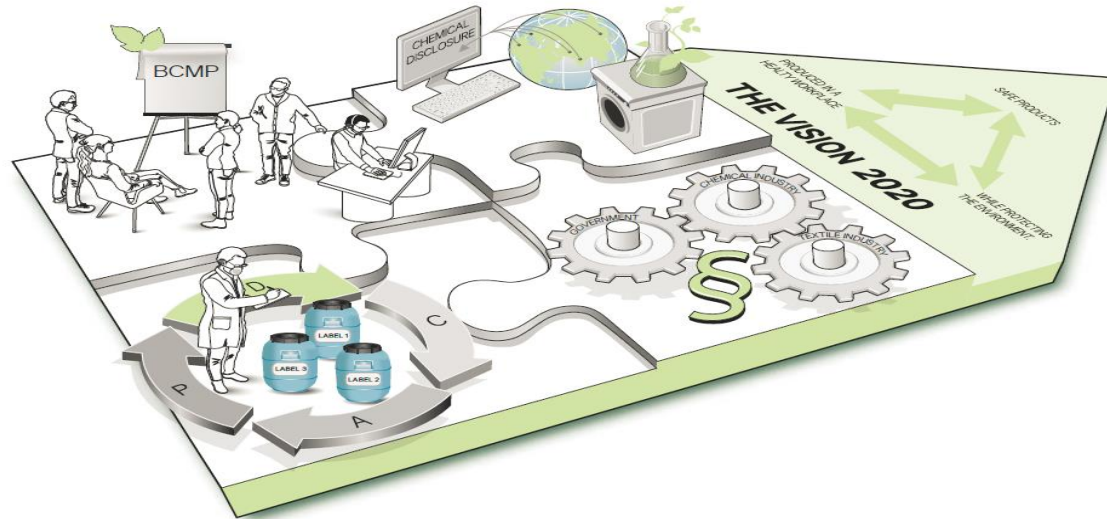 BCMP
CHEMICAL
DISCLOSURE
PRODUCED IN A
HEALTY WORKPLACE
SAFE PRODUCTS
WHILE PROTECTING
THE ENVIRONMENT.
THE VISION 2020
CHEMICAL INDUSTRY
GOVERNMENT
TEXTILE INDUSTRY
§
P
D
C
A
LABEL 1
LABEL 3
LABEL 2